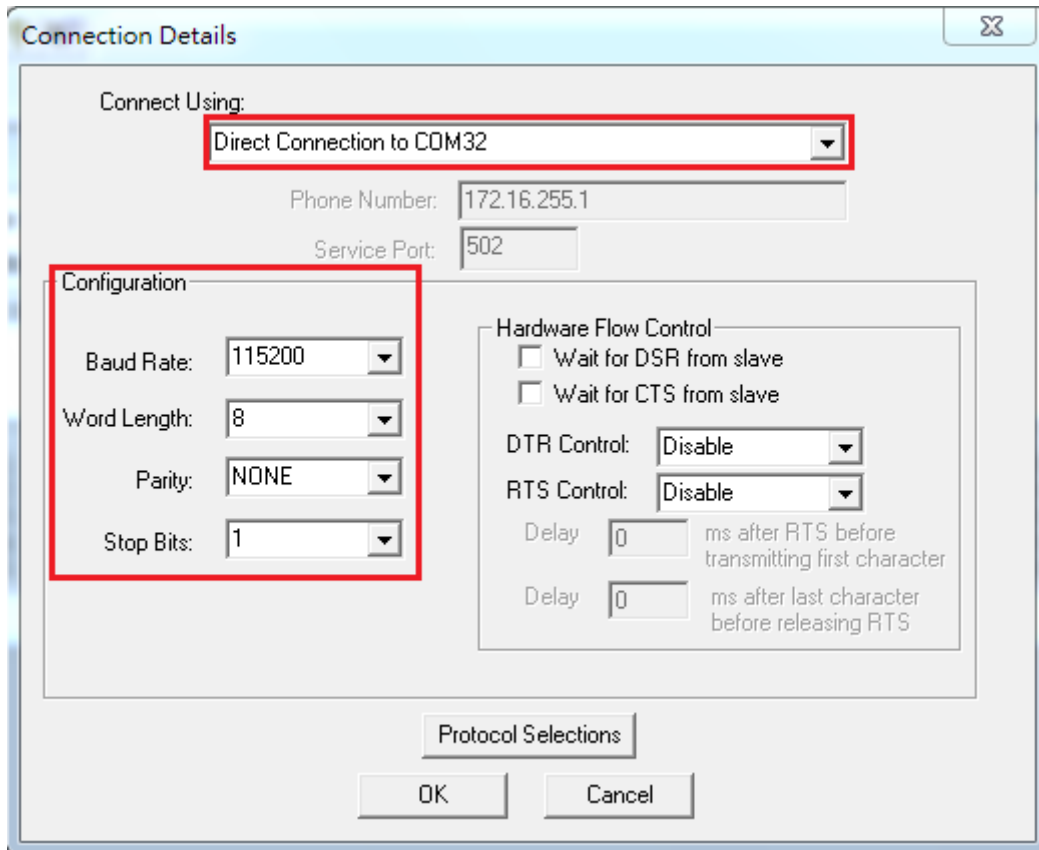 Connection Details
Connect Using:
Direct Connection to COM32
Phone Number: 172.16.255.1
Service Port: 502
Configuration
Baud Rate: 115200
Word Length: 8
Parity: NONE
Stop Bits: 1
Hardware Flow Control
Wait for DSR from slave
Wait for CTS from slave
DTR Control: Disable
RTS Control: Disable
Delay 0 ms after RTS before
transmitting first character
Delay 0 ms after last character
before releasing RTS
Protocol Selections
OK Cancel